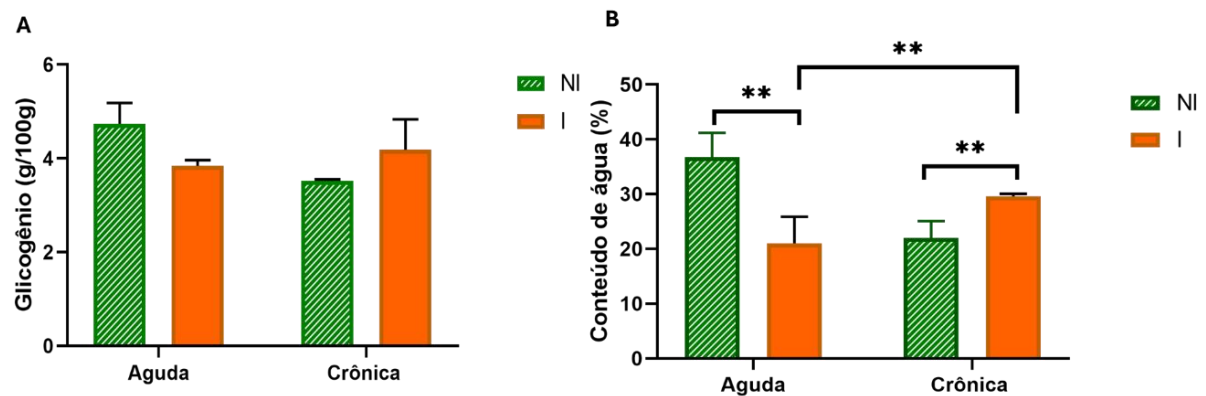 A
Glicogênio (g/100g)
6
4
2
0
Aguda
Crônica
NI
I
B
Conteúdo de água (%)
50
40
30
20
10
0
**
**
**
Aguda
Crônica
NI
I